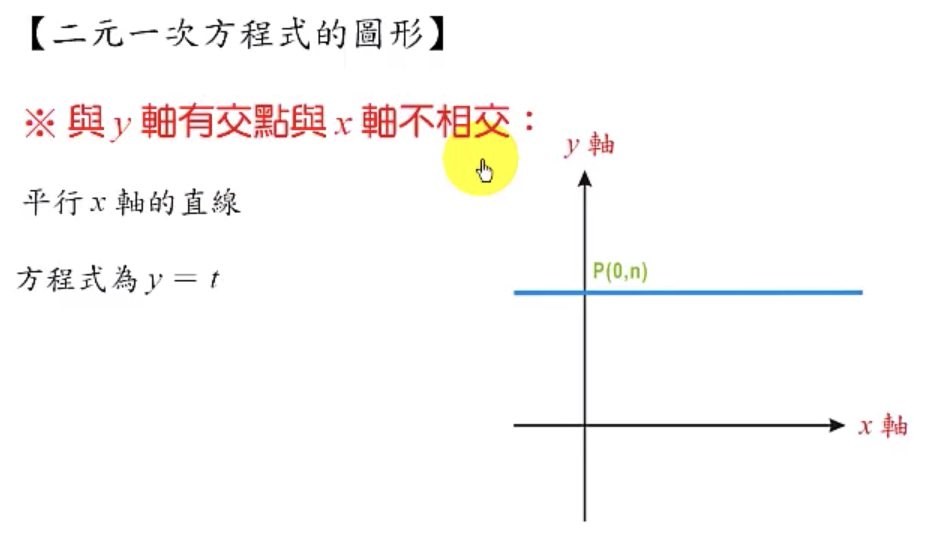 【二元一次方程式的圖形】
※ 與 y 軸有交點與 x 軸不相交：
y 軸
平行 x 軸的直線
方程式為 y = t
P(0,n)
x 軸